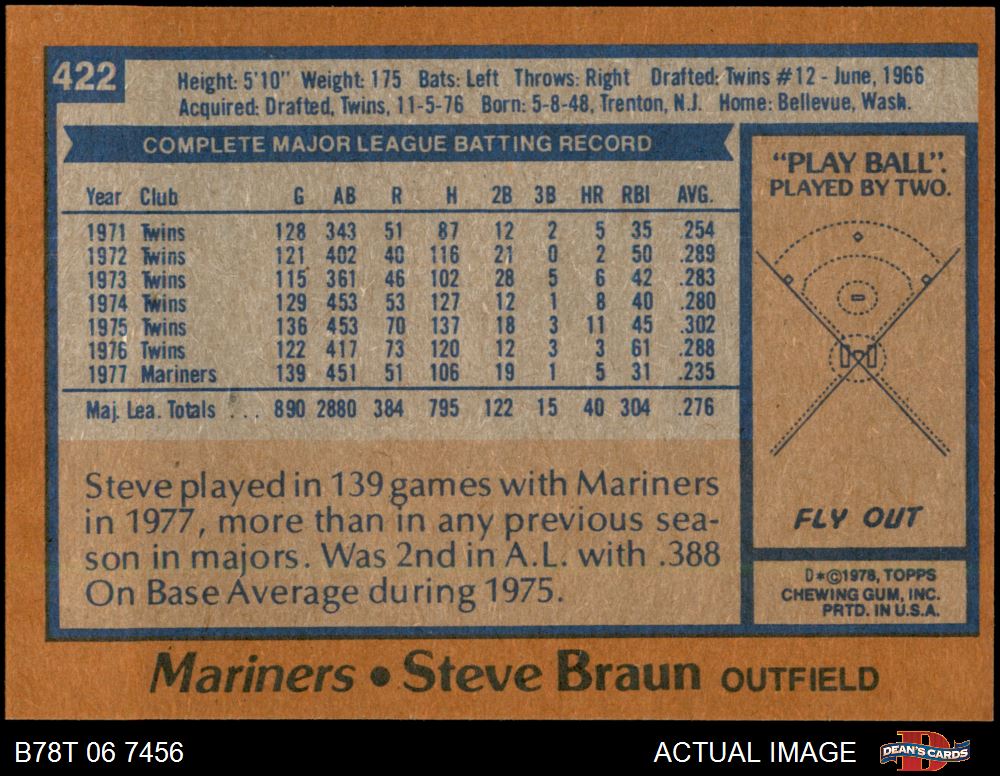 422
Height: 5'10" Weight: 175 Bats: Left Throws: Right Drafted: Twins #12 - June, 1966
Acquired: Drafted, Twins, 11-5-76 Born: 5-8-48, Trenton, N.J. Home: Bellevue, Wash.
COMPLETE MAJOR LEAGUE BATTING RECORD
Year Club G AB R H 2B 3B HR RBI AVG.
1971 Twins 128 343 51 87 12 2 5 35 .254
1972 Twins 121 402 40 116 21 0 2 50 .289
1973 Twins 115 361 46 102 28 5 6 42 .283
1974 Twins 129 453 53 127 12 1 8 40 .280
1975 Twins 136 453 70 137 18 3 11 45 .302
1976 Twins 122 417 73 120 12 3 3 61 .288
1977 Mariners 139 451 51 106 19 1 5 31 .235
Maj. Lea. Totals ... 890 2880 384 795 122 15 40 304 .276
Steve played in 139 games with Mariners
in 1977, more than in any previous sea-
son in majors. Was 2nd in A.L. with .388
On Base Average during 1975.
"PLAY BALL".
PLAYED BY TWO.
FLY OUT
D*©1978, TOPPS
CHEWING GUM, INC.
PRTD. IN U.S.A.
Mariners • Steve Braun OUTFIELD
B78T 06 7456
ACTUAL IMAGE
DEAN'S CARDS